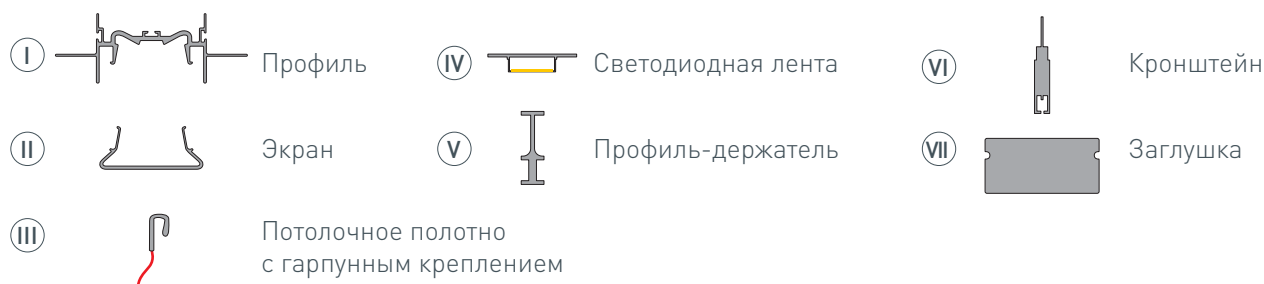 I Профиль
II Экран
III Потолочное полотно
с гарпунным креплением
IV Светодиодная лента
V Профиль-держатель
VI Кронштейн
VII Заглушка